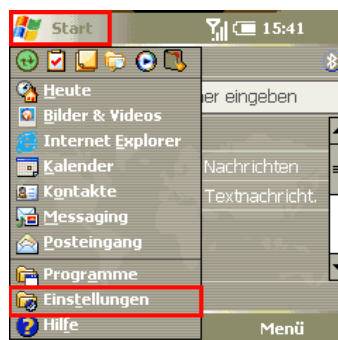 Start 15:41
Heute
er eingeben
Bilder & Videos
Internet Explorer
Kalender Nachrichten
Kontakte Textnachricht.
Messaging
Posteingang
Programme
Einstellungen
Hilfe Menü